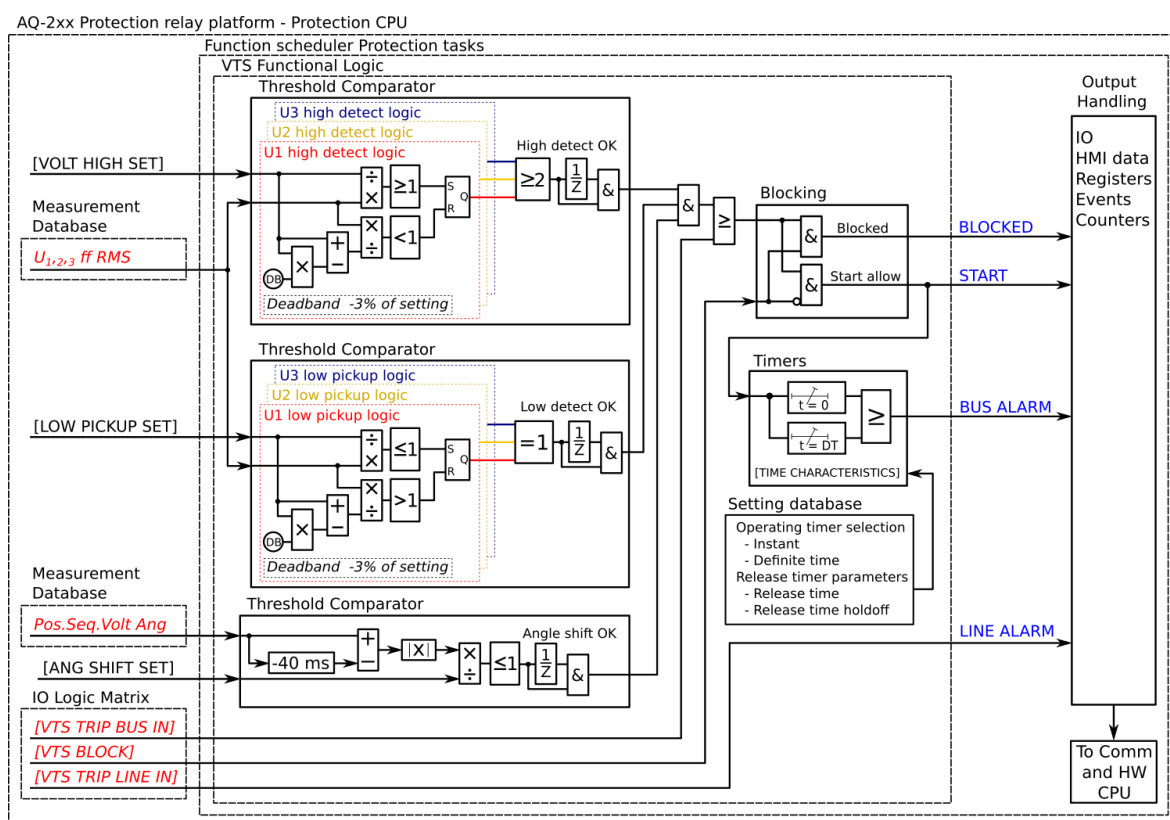 AQ-2xx Protection relay platform - Protection CPU
Function scheduler Protection tasks
VTS Functional Logic
Threshold Comparator
U3 high detect logic
U2 high detect logic
U1 high detect logic
High detect OK
[VOLT HIGH SET]
÷
×
≥1
S
R
Q
≥2
1
Z
&
Measurement
Database
U1,2,3 ff RMS
×
÷
<1
+
−
×
DB
Deadband -3% of setting
&
≥
Blocking
&
Blocked
&
Start allow
BLOCKED
START
Output
Handling
IO
HMI data
Registers
Events
Counters
Threshold Comparator
U3 low pickup logic
U2 low pickup logic
U1 low pickup logic
Low detect OK
[LOW PICKUP SET]
÷
×
≤1
S
R
Q
=1
1
Z
&
×
÷
>1
+
−
×
DB
Deadband -3% of setting
Timers
t = 0
t = DT
≥
[TIME CHARACTERISTICS]
BUS ALARM
Setting database
Operating timer selection
- Instant
- Definite time
Release timer parameters
- Release time
- Release time holdoff
Measurement
Database
Pos.Seq.Volt Ang
Threshold Comparator
Angle shift OK
-40 ms
+
−
|X|
×
÷
≤1
1
Z
&
[ANG SHIFT SET]
LINE ALARM
IO Logic Matrix
[VTS TRIP BUS IN]
[VTS BLOCK]
[VTS TRIP LINE IN]
To Comm
and HW
CPU